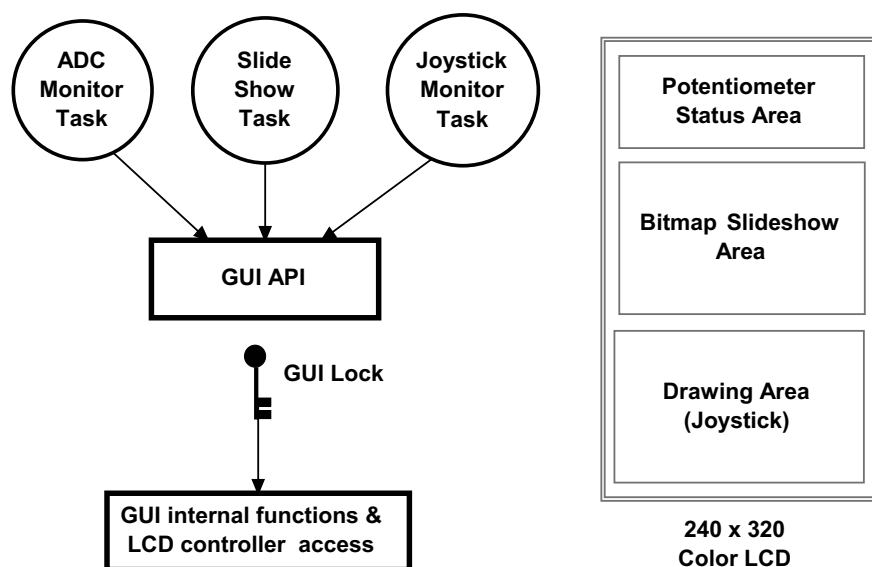 ADC
Monitor
Task
Slide
Show
Task
Joystick
Monitor
Task
GUI API
GUI Lock
GUI internal functions &
LCD controller access
Potentiometer
Status Area
Bitmap Slideshow
Area
Drawing Area
(Joystick)
240 x 320
Color LCD